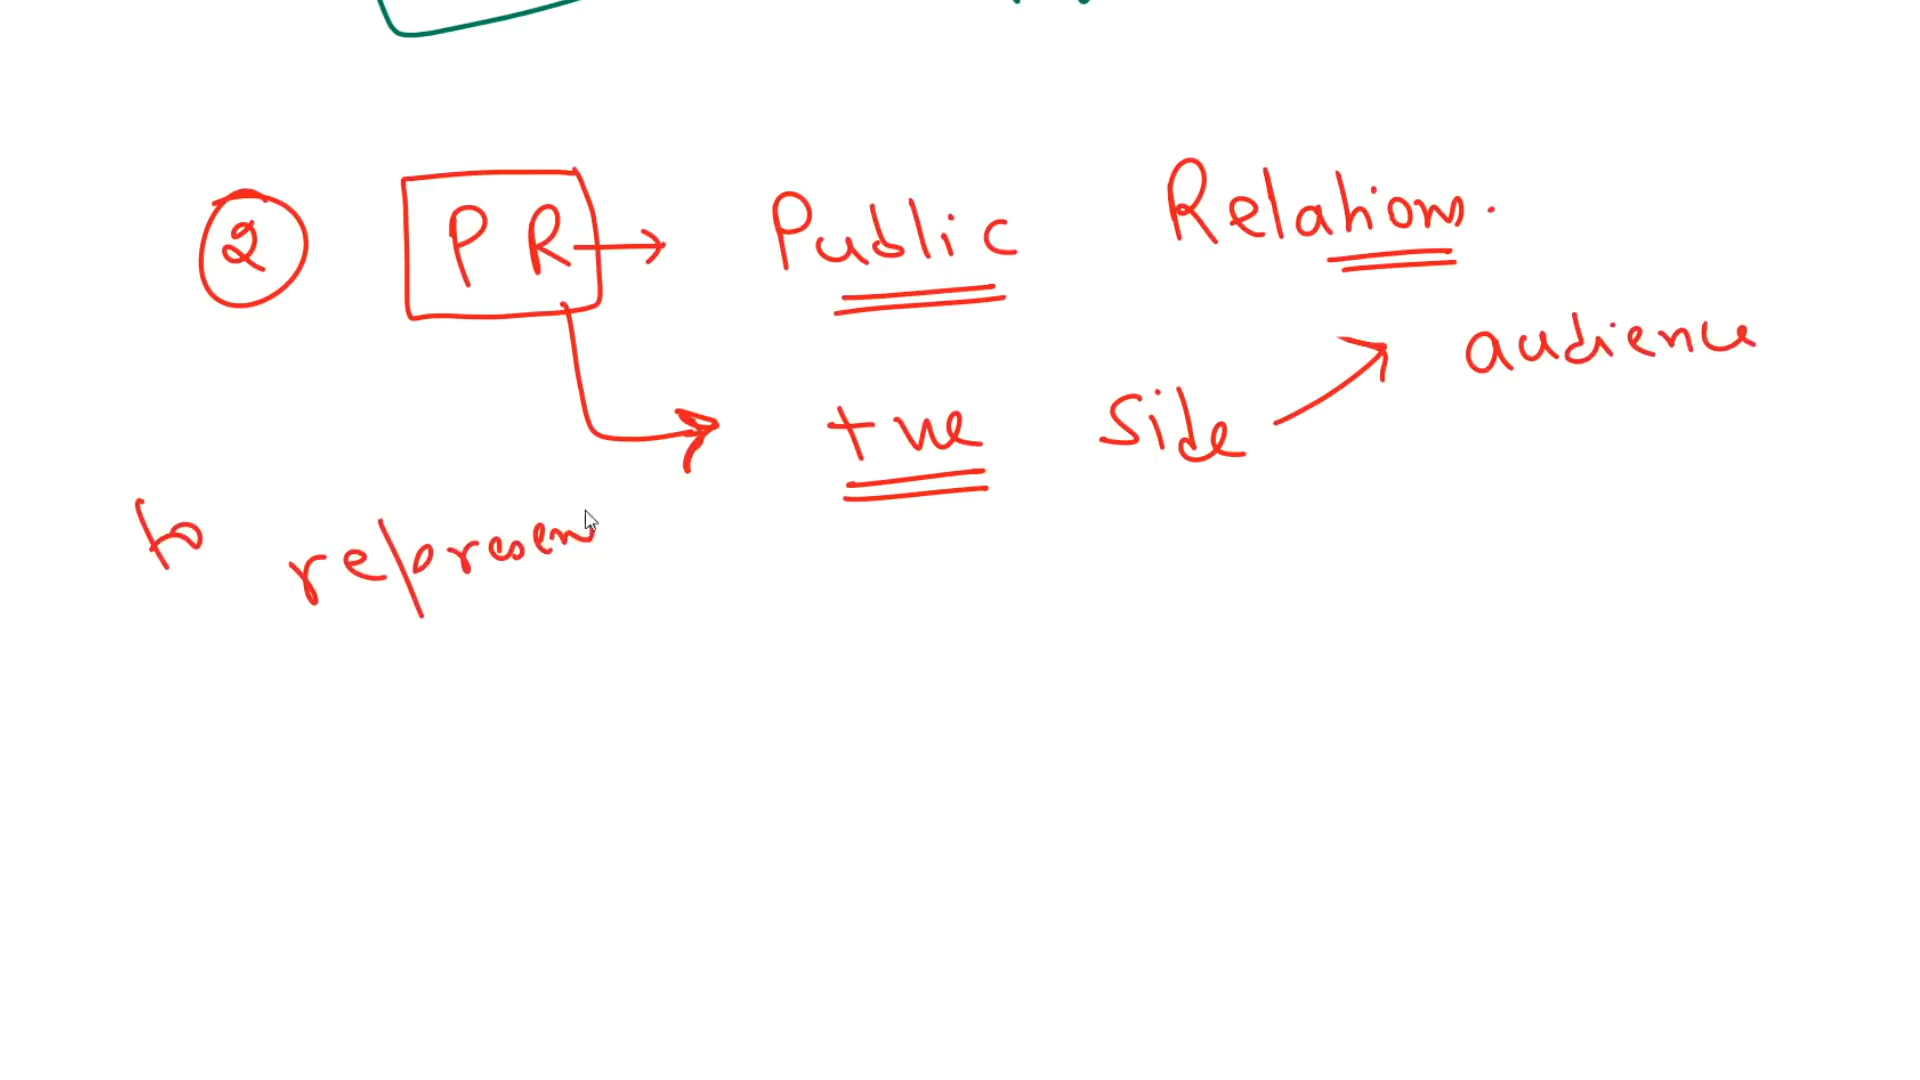 2 PR → Public Relations.
+ve side → audience
to represen